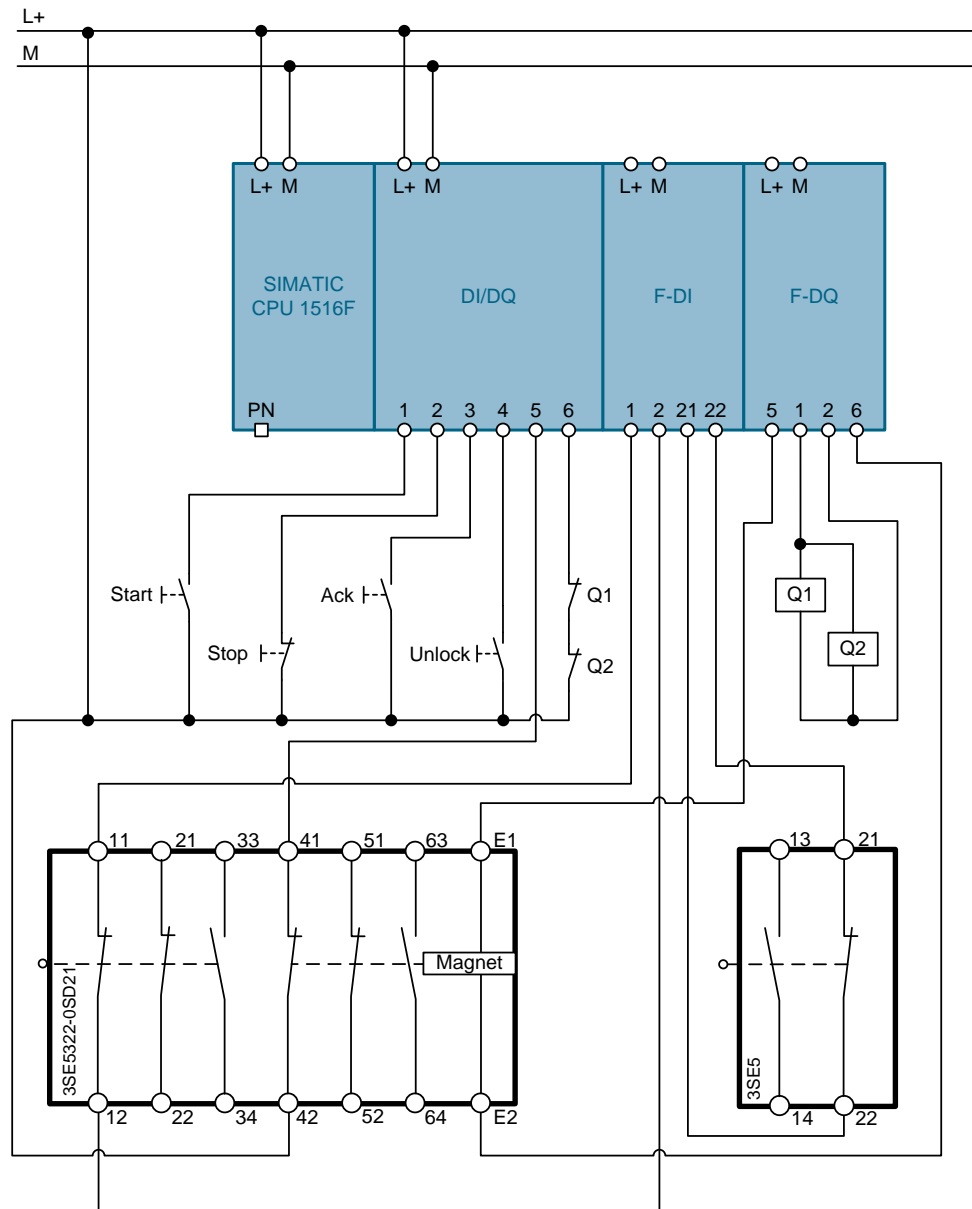 L+
M
L+ M
L+ M
L+ M
L+ M
SIMATIC
CPU 1516F
DI/DQ
F-DI
F-DQ
PN
1 2 3 4 5 6
1 2 21 22
5 1 2 6
Start
Ack
Q1
Q1
Stop
Unlock
Q2
Q2
11 21 33 41 51 63 E1
13 21
Magnet
3SE5322-0SD21
3SE5
12 22 34 42 52 64 E2
14 22